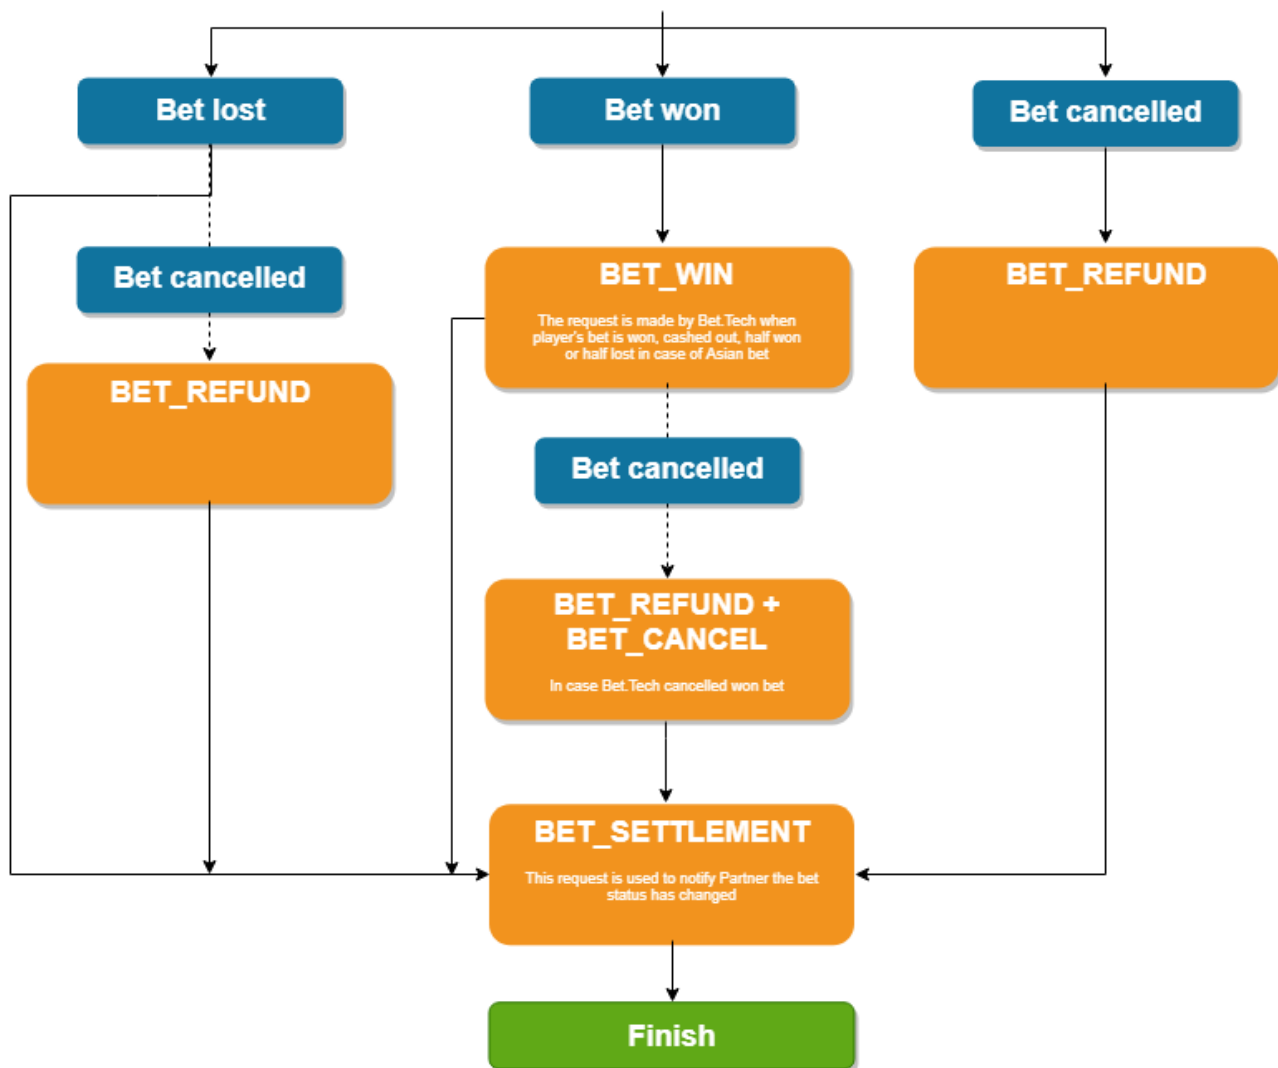 Bet lost
Bet won
Bet cancelled
Bet cancelled
BET_REFUND
BET_WIN
The request is made by Bet.Tech when
player's bet is won, cashed out, half won
or half lost in case of Asian bet
BET_REFUND
Bet cancelled
BET_REFUND +
BET_CANCEL
In case Bet.Tech cancelled won bet
BET_SETTLEMENT
This request is used to notify Partner the bet
status has changed
Finish